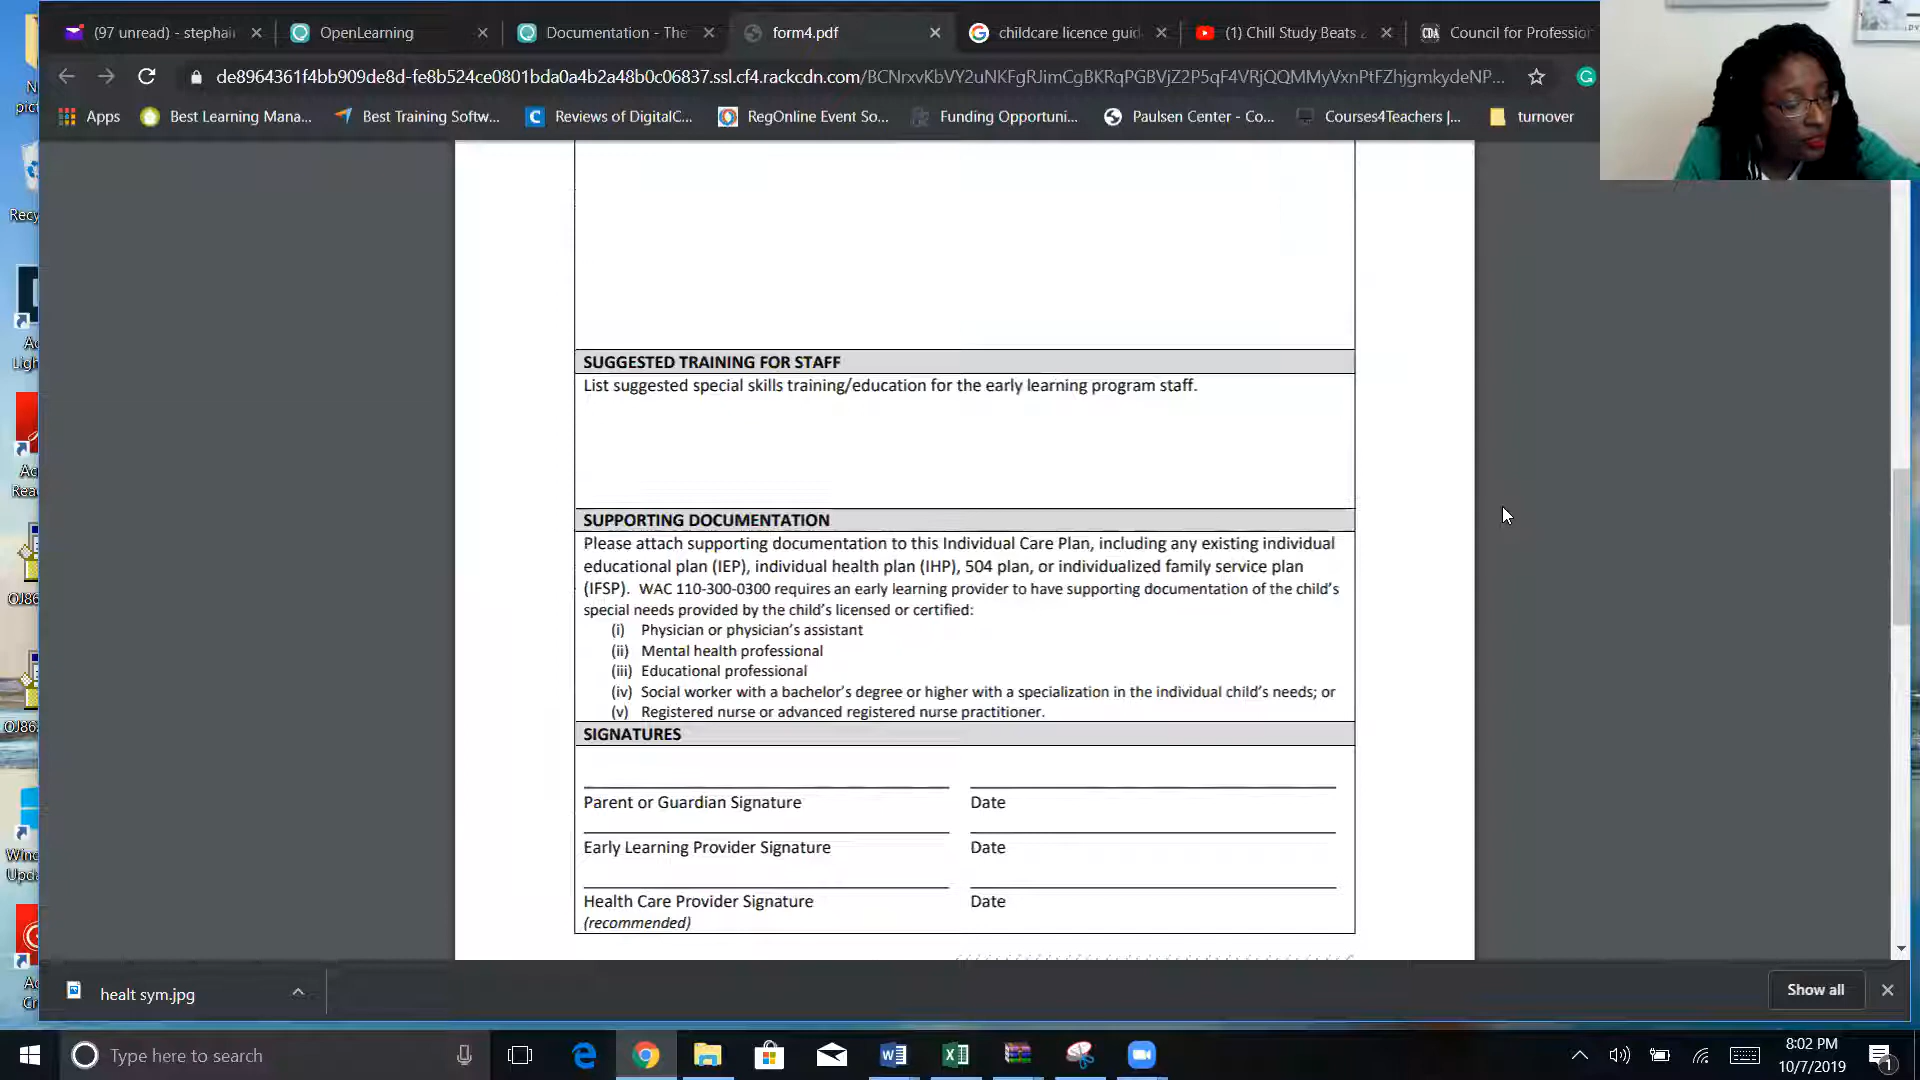 (97 unread) - stephai
OpenLearning
Documentation - The
form4.pdf
childcare licence guid
(1) Chill Study Beats
CDA
Council for Professio
de8964361f4bb909de8d-fe8b524ce0801bda0a4b2a48b0c06837.ssl.cf4.rackcdn.com/BCNrxvKbVY2uNKFgRJimCgBKRqPGBVjZ2P5qF4VRjQQMMyVxnPtFZhjgmkydeNP...
Apps
Best Learning Mana...
Best Training Softw...
Reviews of DigitalC...
RegOnline Event So...
Funding Opportuni...
Paulsen Center - Co...
Courses4Teachers |...
turnover
SUGGESTED TRAINING FOR STAFF
List suggested special skills training/education for the early learning program staff.
SUPPORTING DOCUMENTATION
Please attach supporting documentation to this Individual Care Plan, including any existing individual
educational plan (IEP), individual health plan (IHP), 504 plan, or individualized family service plan
(IFSP). WAC 110-300-0300 requires an early learning provider to have supporting documentation of the child's
special needs provided by the child's licensed or certified:
(i) Physician or physician's assistant
(ii) Mental health professional
(iii) Educational professional
(iv) Social worker with a bachelor's degree or higher with a specialization in the individual child's needs; or
(v) Registered nurse or advanced registered nurse practitioner.
SIGNATURES
Parent or Guardian Signature
Date
Early Learning Provider Signature
Date
Health Care Provider Signature
Date
(recommended)
healt sym.jpg
Show all
Type here to search
8:02 PM
10/7/2019
1